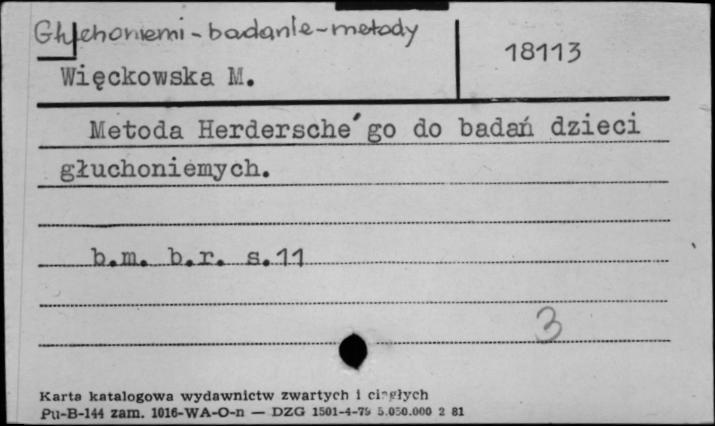 Głuchoniemi - badanie - metody
18113
Więckowska M.
Metoda Herdersche´go do badań dzieci
głuchoniemych.
b.m. b.r. s.11
3
Karta katalogowa wydawnictw zwartych i ciągłych
Pu-B-144 zam. 1016-WA-O-n — DZG 1501-4-79 5.050.000 2 81